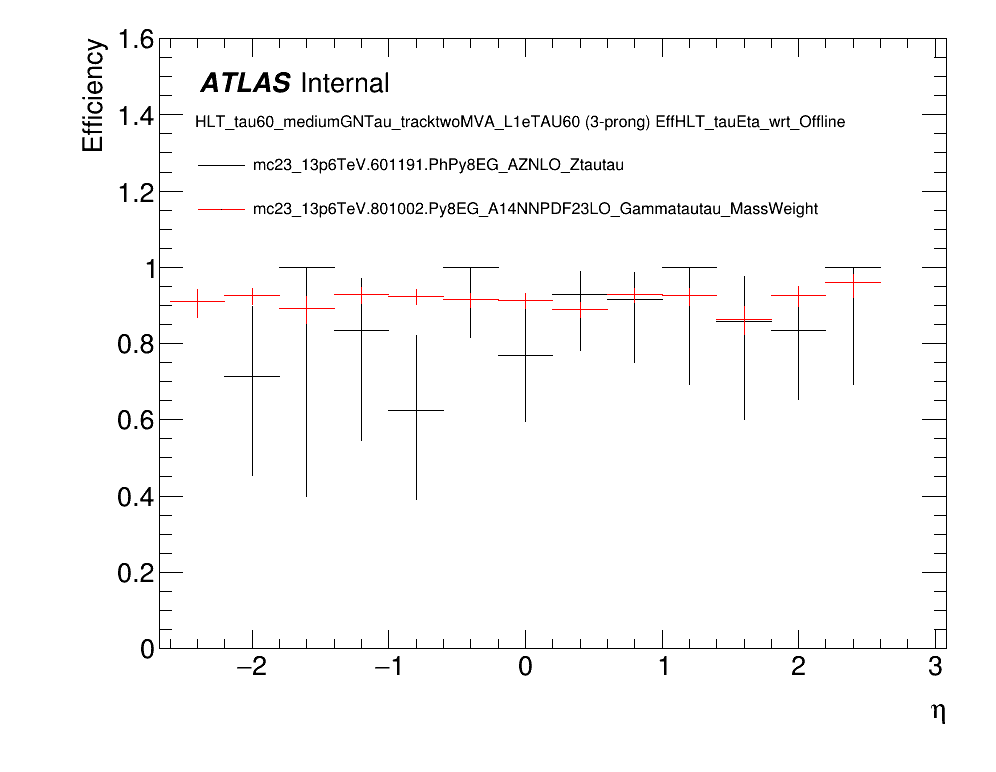 Efficiency
1.6
1.4
1.2
1
0.8
0.6
0.4
0.2
0
ATLAS Internal
HLT_tau60_mediumGNTau_tracktwoMVA_L1eTAU60 (3-prong) EffHLT_tauEta_wrt_Offline
mc23_13p6TeV.601191.PhPy8EG_AZNLO_Ztautau
mc23_13p6TeV.801002.Py8EG_A14NNPDF23LO_Gammatautau_MassWeight
−2 −1 0 1 2 3
η